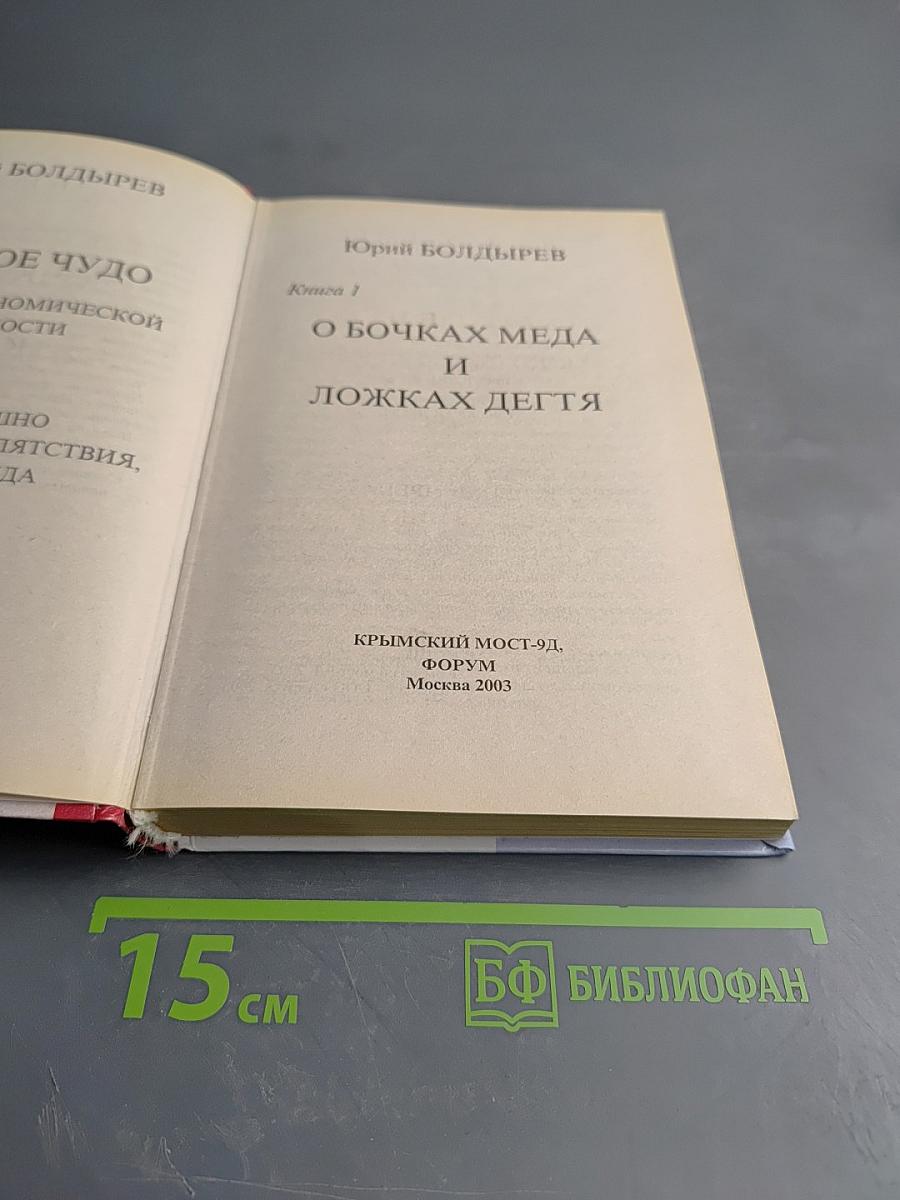 БОЛДЫРЕВ
ОЕ ЧУДО
НОМИЧЕСКОЙ
ОСТИ
ШНО
ПЯТСТВИЯ,
ДА
Юрий БОЛДЫРЕВ
Книга 1
О БОЧКАХ МЕДА
И
ЛОЖКАХ ДЕГТЯ
КРЫМСКИЙ МОСТ-9Д,
ФОРУМ
Москва 2003
15 см
БФ БИБЛИОФАН